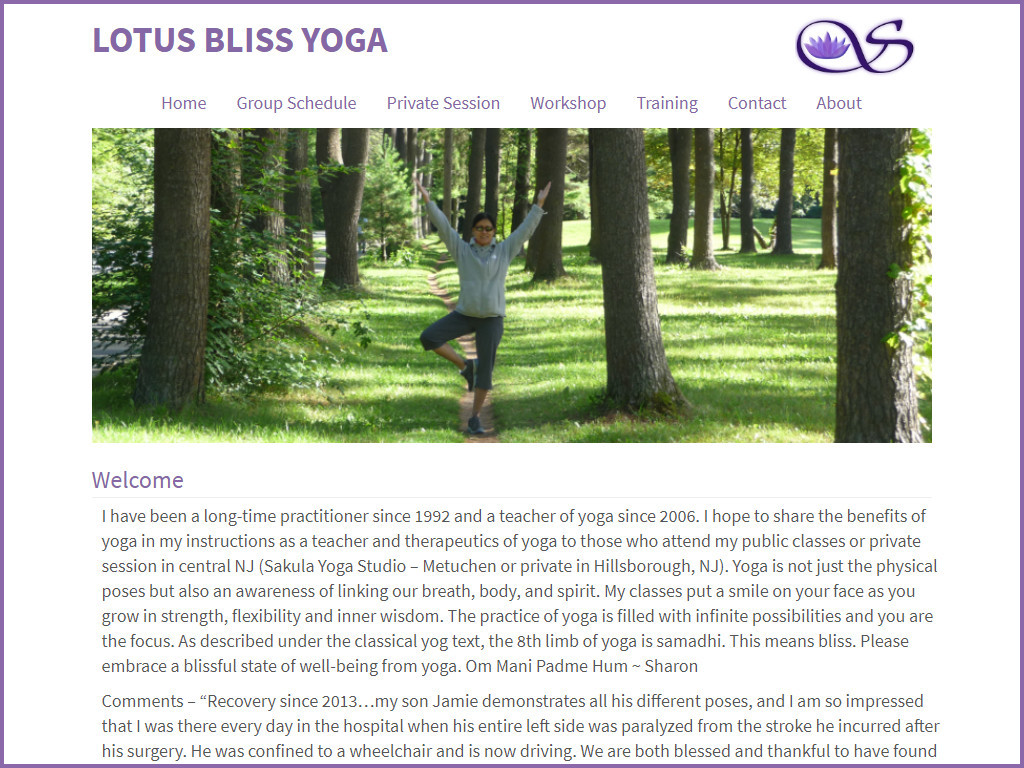 LOTUS BLISS YOGA
Home Group Schedule Private Session Workshop Training Contact About
Welcome
I have been a long-time practitioner since 1992 and a teacher of yoga since 2006. I hope to share the benefits of
yoga in my instructions as a teacher and therapeutics of yoga to those who attend my public classes or private
session in central NJ (Sakula Yoga Studio – Metuchen or private in Hillsborough, NJ). Yoga is not just the physical
poses but also an awareness of linking our breath, body, and spirit. My classes put a smile on your face as you
grow in strength, flexibility and inner wisdom. The practice of yoga is filled with infinite possibilities and you are
the focus. As described under the classical yog text, the 8th limb of yoga is samadhi. This means bliss. Please
embrace a blissful state of well-being from yoga. Om Mani Padme Hum ~ Sharon
Comments – “Recovery since 2013…my son Jamie demonstrates all his different poses, and I am so impressed
that I was there every day in the hospital when his entire left side was paralyzed from the stroke he incurred after
his surgery. He was confined to a wheelchair and is now driving. We are both blessed and thankful to have found